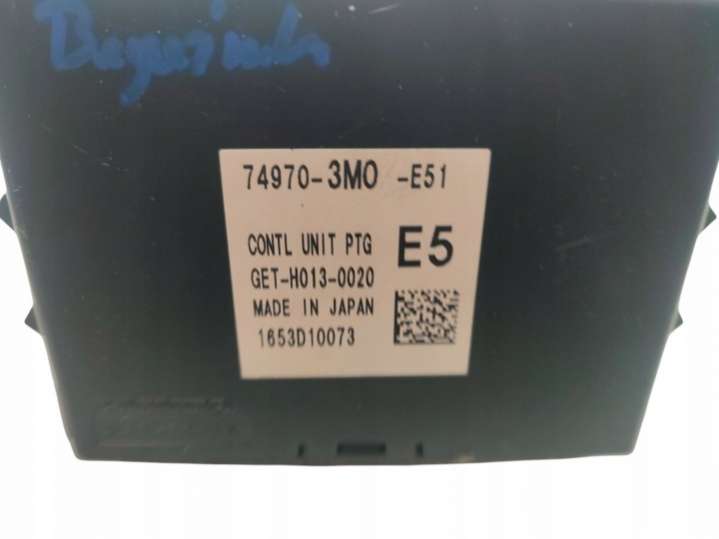 74970-3M0 -E51
CONTL UNIT PTG E5
GET-H013-0020
MADE IN JAPAN
1653D10073